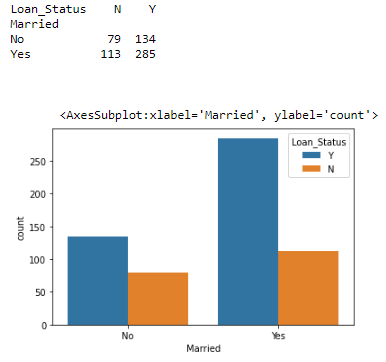 Loan_Status N Y
Married
No 79 134
Yes 113 285
<AxesSubplot:xlabel='Married', ylabel='count'>
Loan_Status
Y
N
250
200
150
100
50
0
count
No Yes
Married